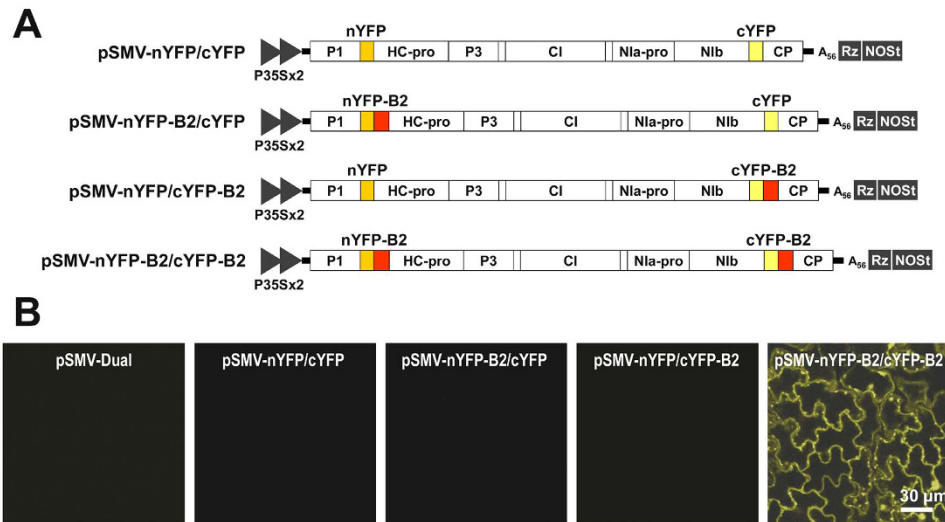 A
nYFP cYFP
pSMV-nYFP/cYFP P1 HC-pro P3 CI NIa-pro NIb CP A56 Rz NOSt
P35Sx2
nYFP-B2 cYFP
pSMV-nYFP-B2/cYFP P1 HC-pro P3 CI NIa-pro NIb CP A56 Rz NOSt
P35Sx2
nYFP cYFP-B2
pSMV-nYFP/cYFP-B2 P1 HC-pro P3 CI NIa-pro NIb CP A56 Rz NOSt
P35Sx2
nYFP-B2 cYFP-B2
pSMV-nYFP-B2/cYFP-B2 P1 HC-pro P3 CI NIa-pro NIb CP A56 Rz NOSt
P35Sx2
B
pSMV-Dual pSMV-nYFP/cYFP pSMV-nYFP-B2/cYFP pSMV-nYFP/cYFP-B2 pSMV-nYFP-B2/cYFP-B2
30 µm